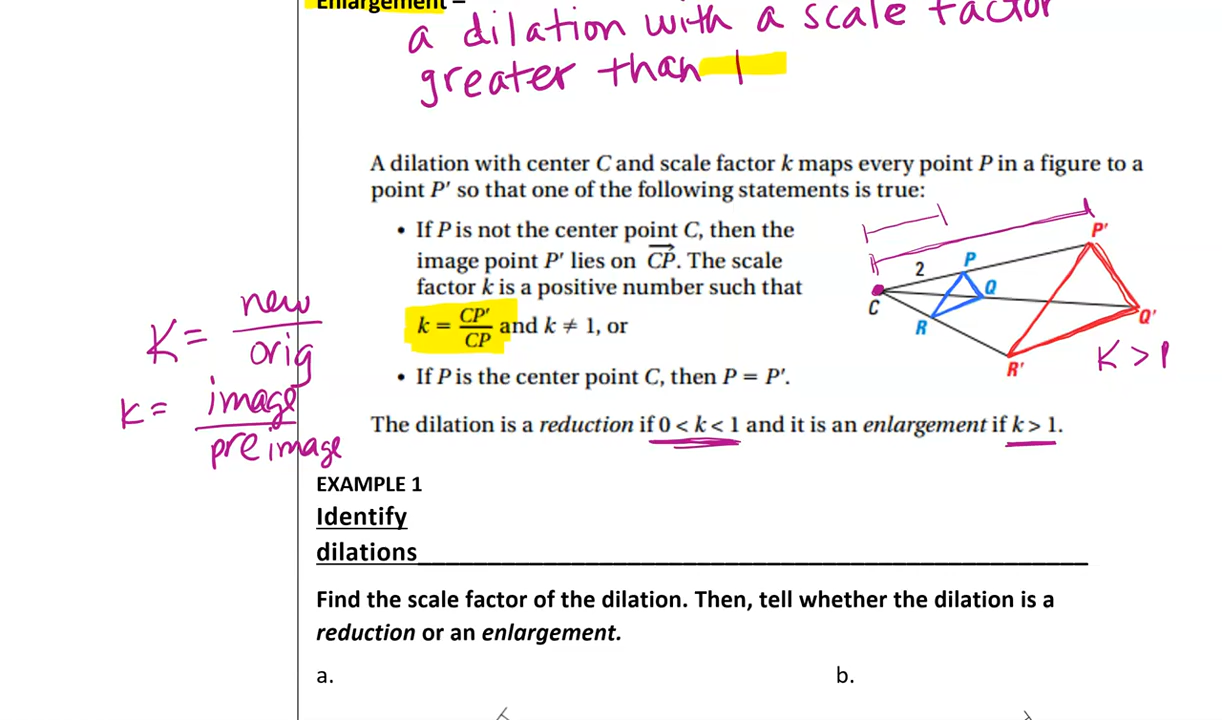 Enlargement –
a dilation with a scale factor
greater than 1
A dilation with center C and scale factor k maps every point P in a figure to a
point P′ so that one of the following statements is true:
• If P is not the center point C, then the
image point P′ lies on CP→. The scale
factor k is a positive number such that
k = CP′/CP and k ≠ 1, or
• If P is the center point C, then P = P′.
The dilation is a reduction if 0 < k < 1 and it is an enlargement if k > 1.
K = new/orig
k = image/preimage
P'
2
P
Q
C
R
Q'
R'
K > 1
EXAMPLE 1
Identify
dilations
Find the scale factor of the dilation. Then, tell whether the dilation is a
reduction or an enlargement.
a.
b.